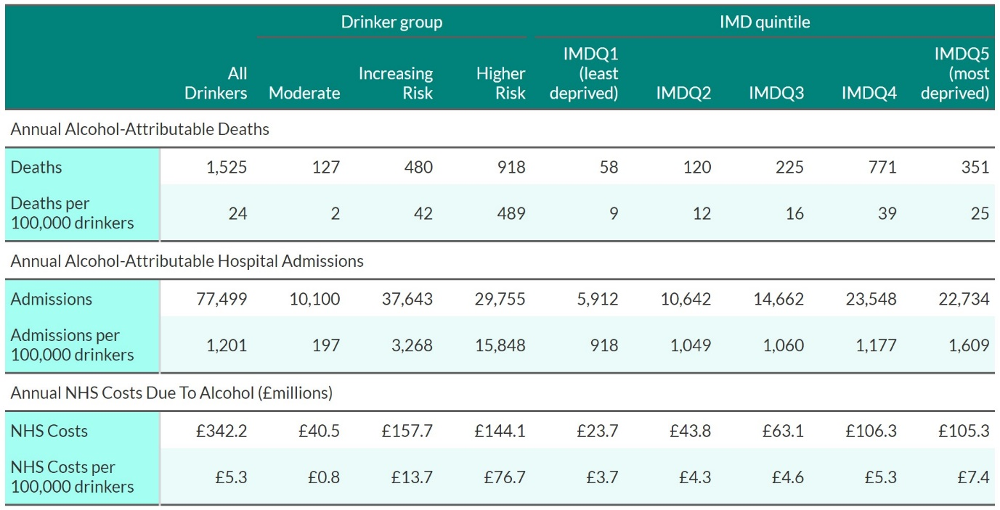 Drinker group IMD quintile
All Drinkers Moderate Increasing Risk Higher Risk IMDQ1 (least deprived) IMDQ2 IMDQ3 IMDQ4 IMDQ5 (most deprived)
Annual Alcohol-Attributable Deaths
Deaths 1,525 127 480 918 58 120 225 771 351
Deaths per
100,000 drinkers 24 2 42 489 9 12 16 39 25
Annual Alcohol-Attributable Hospital Admissions
Admissions 77,499 10,100 37,643 29,755 5,912 10,642 14,662 23,548 22,734
Admissions per
100,000 drinkers 1,201 197 3,268 15,848 918 1,049 1,060 1,177 1,609
Annual NHS Costs Due To Alcohol (£millions)
NHS Costs £342.2 £40.5 £157.7 £144.1 £23.7 £43.8 £63.1 £106.3 £105.3
NHS Costs per
100,000 drinkers £5.3 £0.8 £13.7 £76.7 £3.7 £4.3 £4.6 £5.3 £7.4